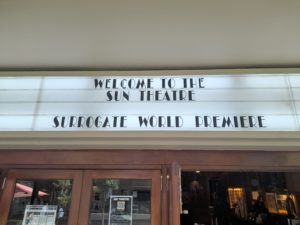 WELCOME TO THE
SUN THEATRE
SURROGATE WORLD PREMIERE